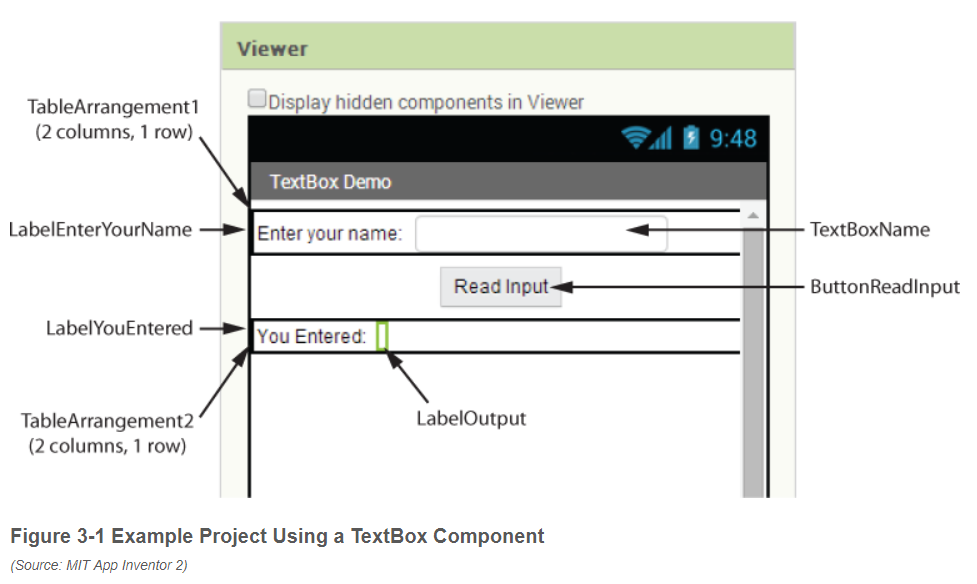 Viewer
Display hidden components in Viewer
TableArrangement1
(2 columns, 1 row)
9:48
TextBox Demo
LabelEnterYourName
Enter your name:
TextBoxName
Read Input
ButtonReadInput
LabelYouEntered
You Entered:
TableArrangement2
(2 columns, 1 row)
LabelOutput
Figure 3-1 Example Project Using a TextBox Component
(Source: MIT App Inventor 2)